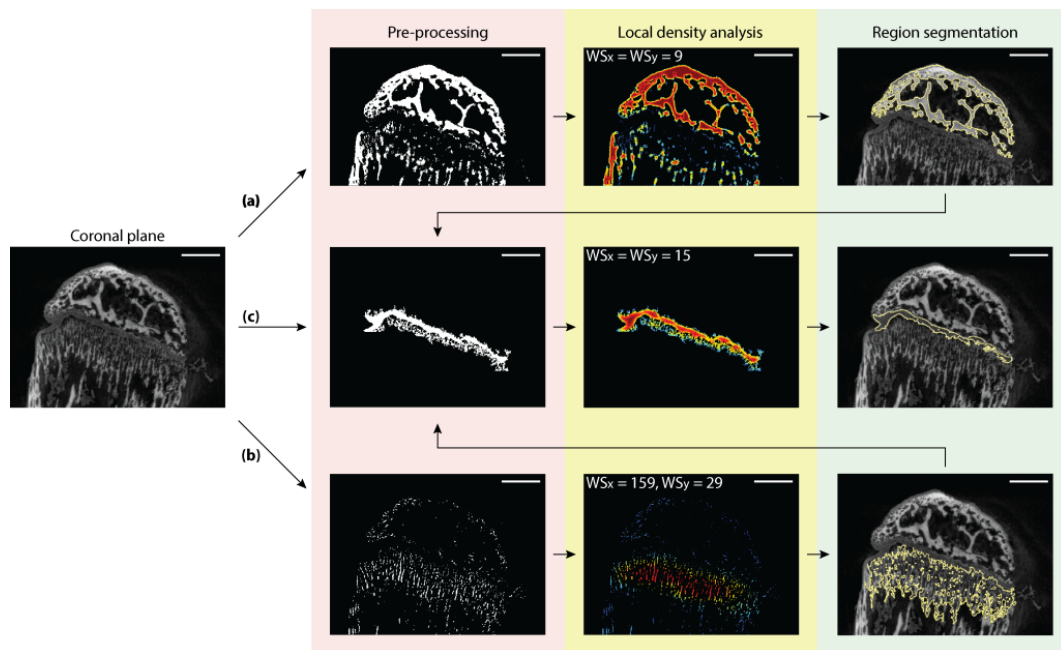 Pre-processing
Local density analysis
Region segmentation
WSx = WSy = 9
(a)
Coronal plane
WSx = WSy = 15
(c)
(b)
WSx = 159, WSy = 29